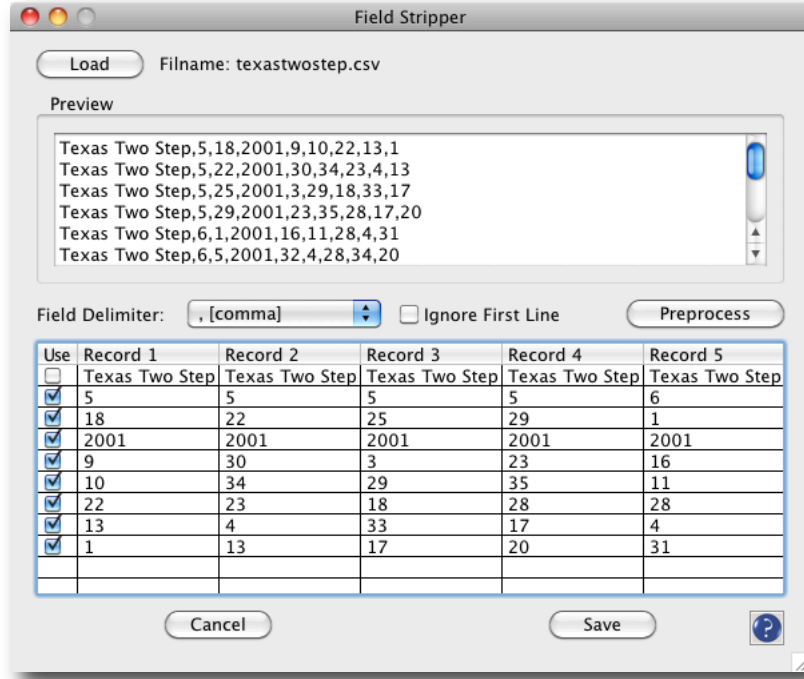 Field Stripper
Load Filname: texastwostep.csv
Preview
Texas Two Step,5,18,2001,9,10,22,13,1
Texas Two Step,5,22,2001,30,34,23,4,13
Texas Two Step,5,25,2001,3,29,18,33,17
Texas Two Step,5,29,2001,23,35,28,17,20
Texas Two Step,6,1,2001,16,11,28,4,31
Texas Two Step,6,5,2001,32,4,28,34,20
Field Delimiter: , [comma] Ignore First Line Preprocess
Use Record 1 Record 2 Record 3 Record 4 Record 5
Texas Two Step Texas Two Step Texas Two Step Texas Two Step Texas Two Step
5 5 5 5 6
18 22 25 29 1
2001 2001 2001 2001 2001
9 30 3 23 16
10 34 29 35 11
22 23 18 28 28
13 4 33 17 4
1 13 17 20 31
Cancel Save ?